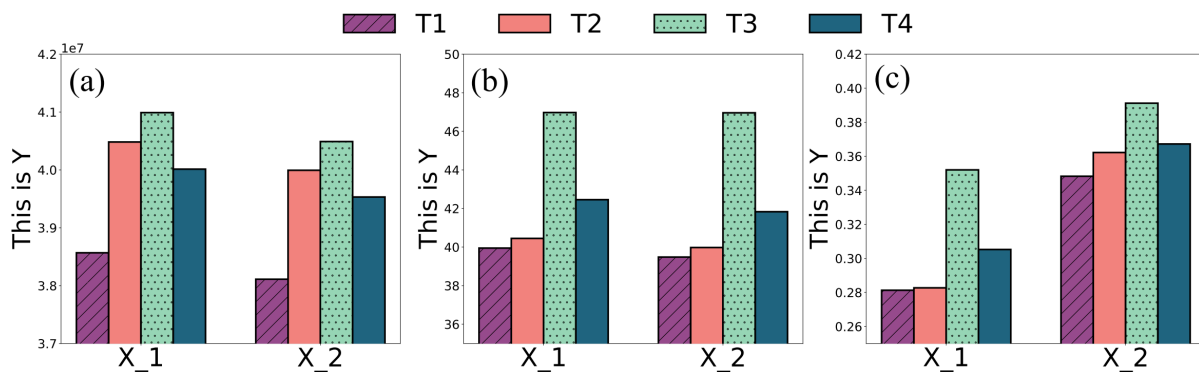 T1 T2 T3 T4
1e7
(a)
4.2
4.1
4.0
3.9
3.8
3.7
This is Y
X_1 X_2
(b)
50
48
46
44
42
40
38
36
This is Y
X_1 X_2
(c)
0.42
0.40
0.38
0.36
0.34
0.32
0.30
0.28
0.26
This is Y
X_1 X_2